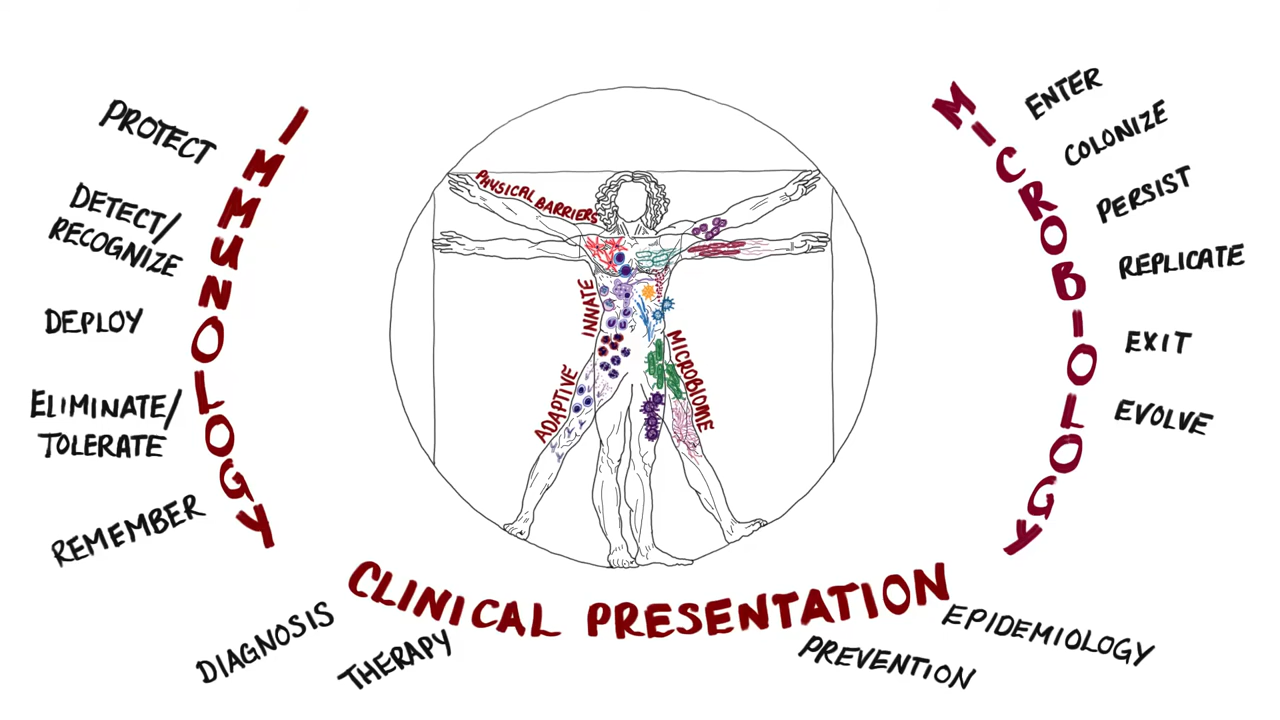 IMMUNOLOGY
PROTECT
DETECT/
RECOGNIZE
DEPLOY
ELIMINATE/
TOLERATE
REMEMBER
PHYSICAL BARRIERS
INNATE
ADAPTIVE
MICROBIOME
MICROBIOLOGY
ENTER
COLONIZE
PERSIST
REPLICATE
EXIT
EVOLVE
CLINICAL PRESENTATION
DIAGNOSIS
THERAPY
PREVENTION
EPIDEMIOLOGY